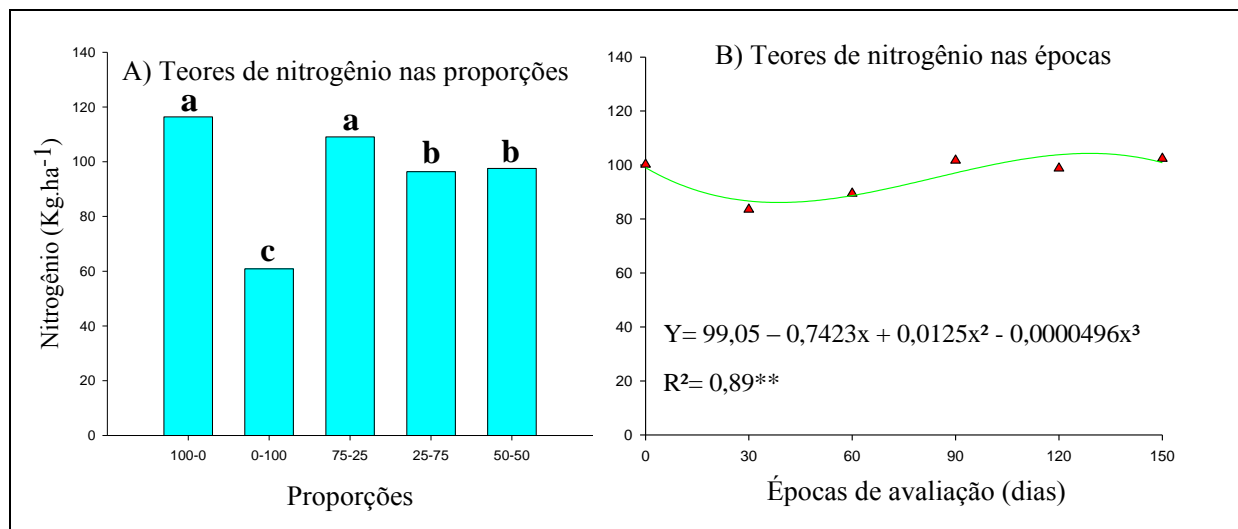 A) Teores de nitrogênio nas proporções
Nitrogênio (Kg.ha⁻¹)
140
120
100
80
60
40
20
0
a
c
a
b
b
100-0
0-100
75-25
25-75
50-50
Proporções
B) Teores de nitrogênio nas épocas
140
120
100
80
60
40
20
0
Y= 99,05 – 0,7423x + 0,0125x² - 0,0000496x³
R²= 0,89**
0
30
60
90
120
150
Épocas de avaliação (dias)